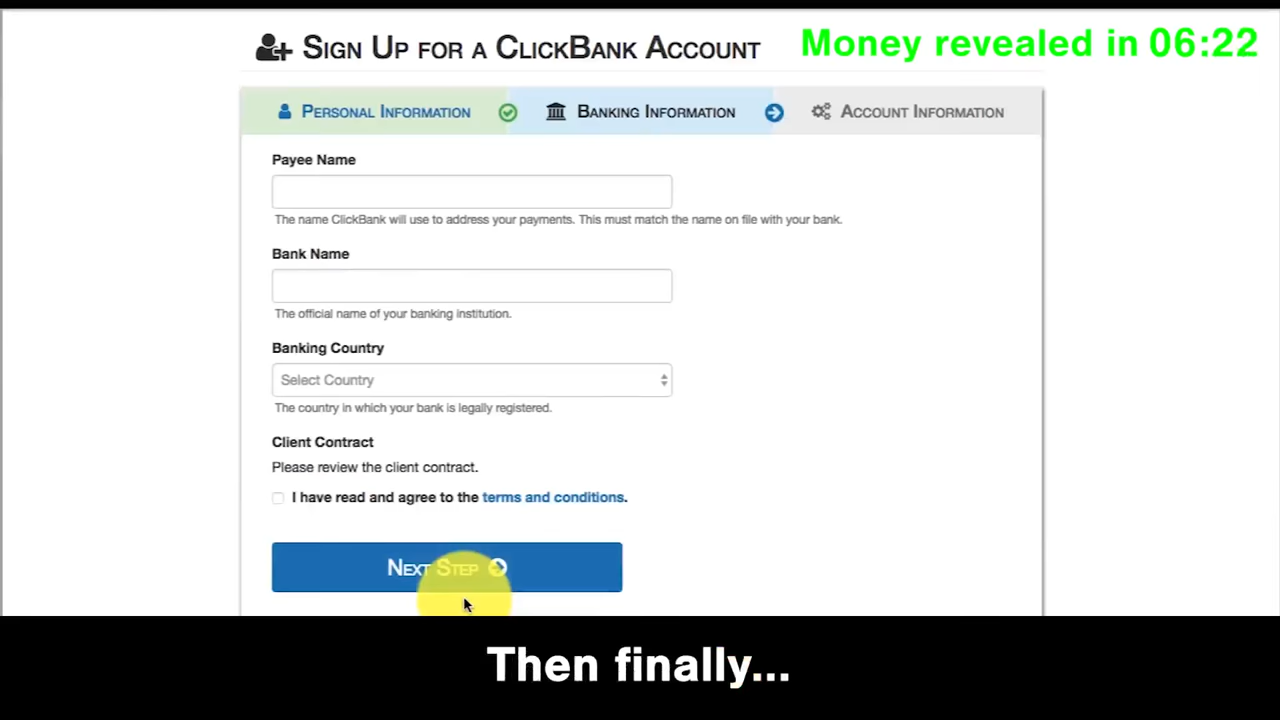 Sign Up for a ClickBank Account
Money revealed in 06:22
Personal Information
Banking Information
Account Information
Payee Name
The name ClickBank will use to address your payments. This must match the name on file with your bank.
Bank Name
The official name of your banking institution.
Banking Country
Select Country
The country in which your bank is legally registered.
Client Contract
Please review the client contract.
I have read and agree to the terms and conditions.
Next Step
Then finally...